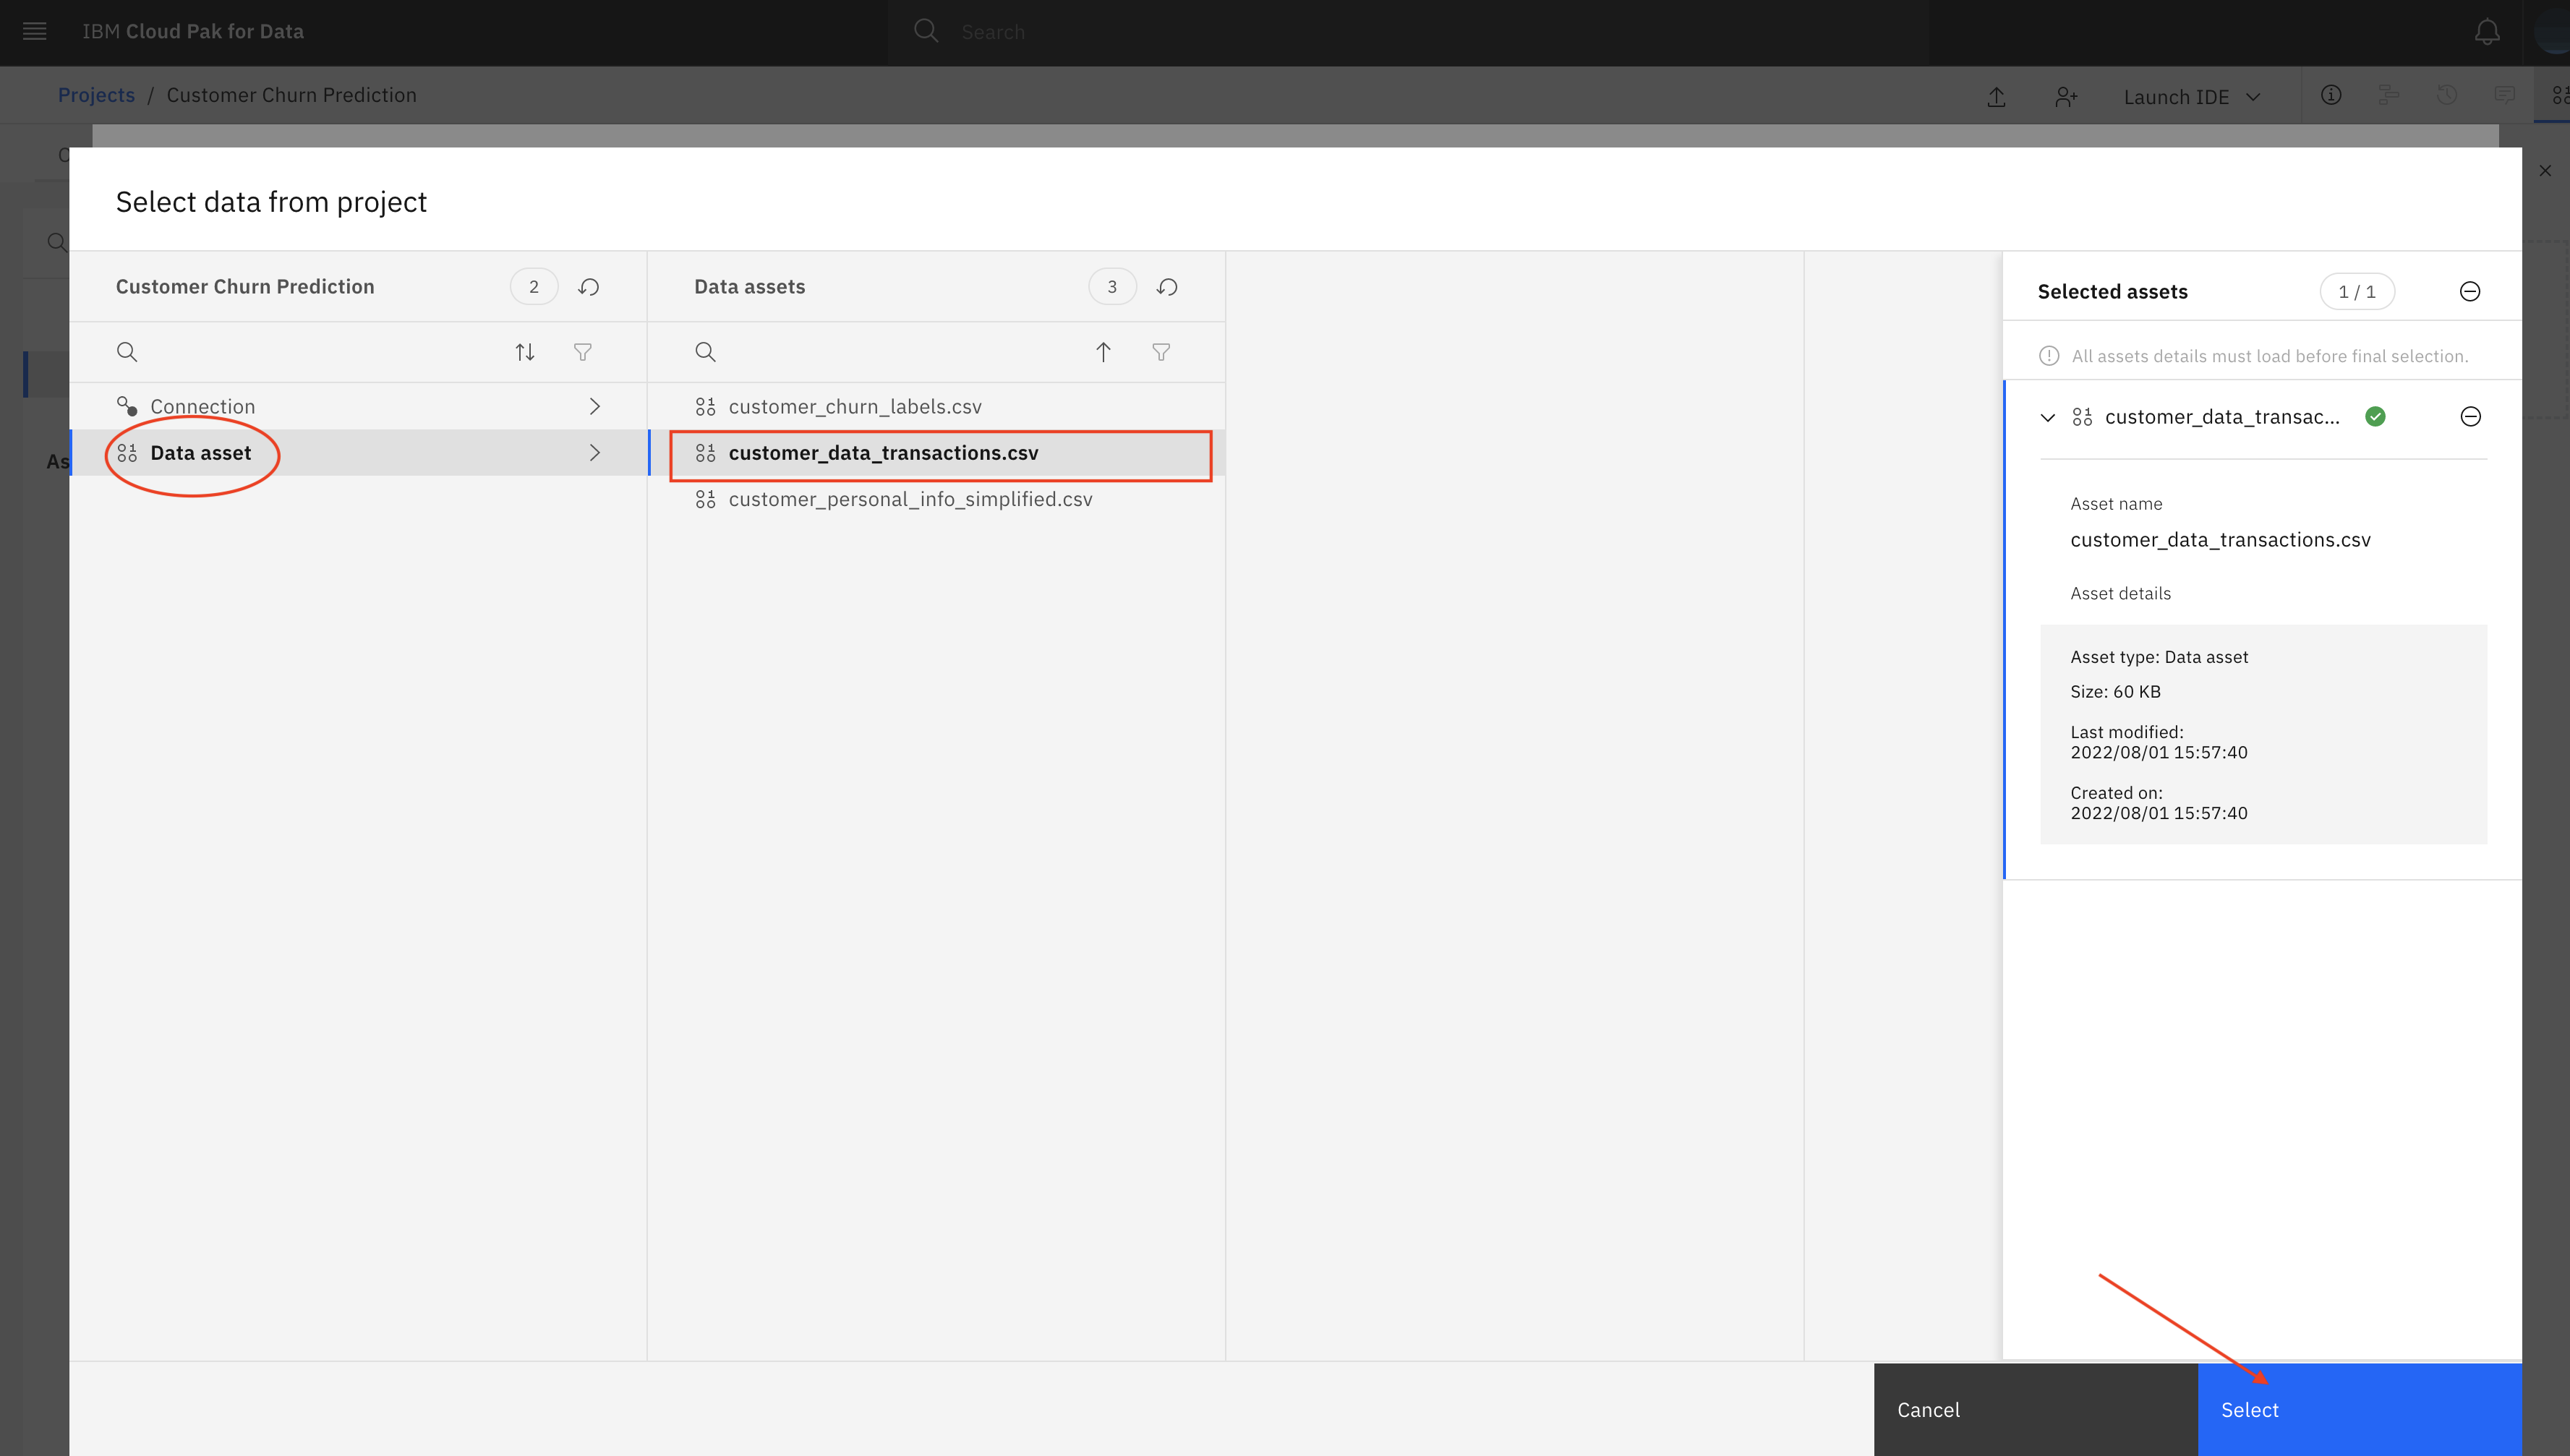 IBM Cloud Pak for Data
Search
Projects / Customer Churn Prediction
Launch IDE
Select data from project
Customer Churn Prediction 2
Connection
Data asset
Data assets 3
customer_churn_labels.csv
customer_data_transactions.csv
customer_personal_info_simplified.csv
Selected assets 1 / 1
All assets details must load before final selection.
customer_data_transac...
Asset name
customer_data_transactions.csv
Asset details
Asset type: Data asset
Size: 60 KB
Last modified:
2022/08/01 15:57:40
Created on:
2022/08/01 15:57:40
As
Cancel
Select